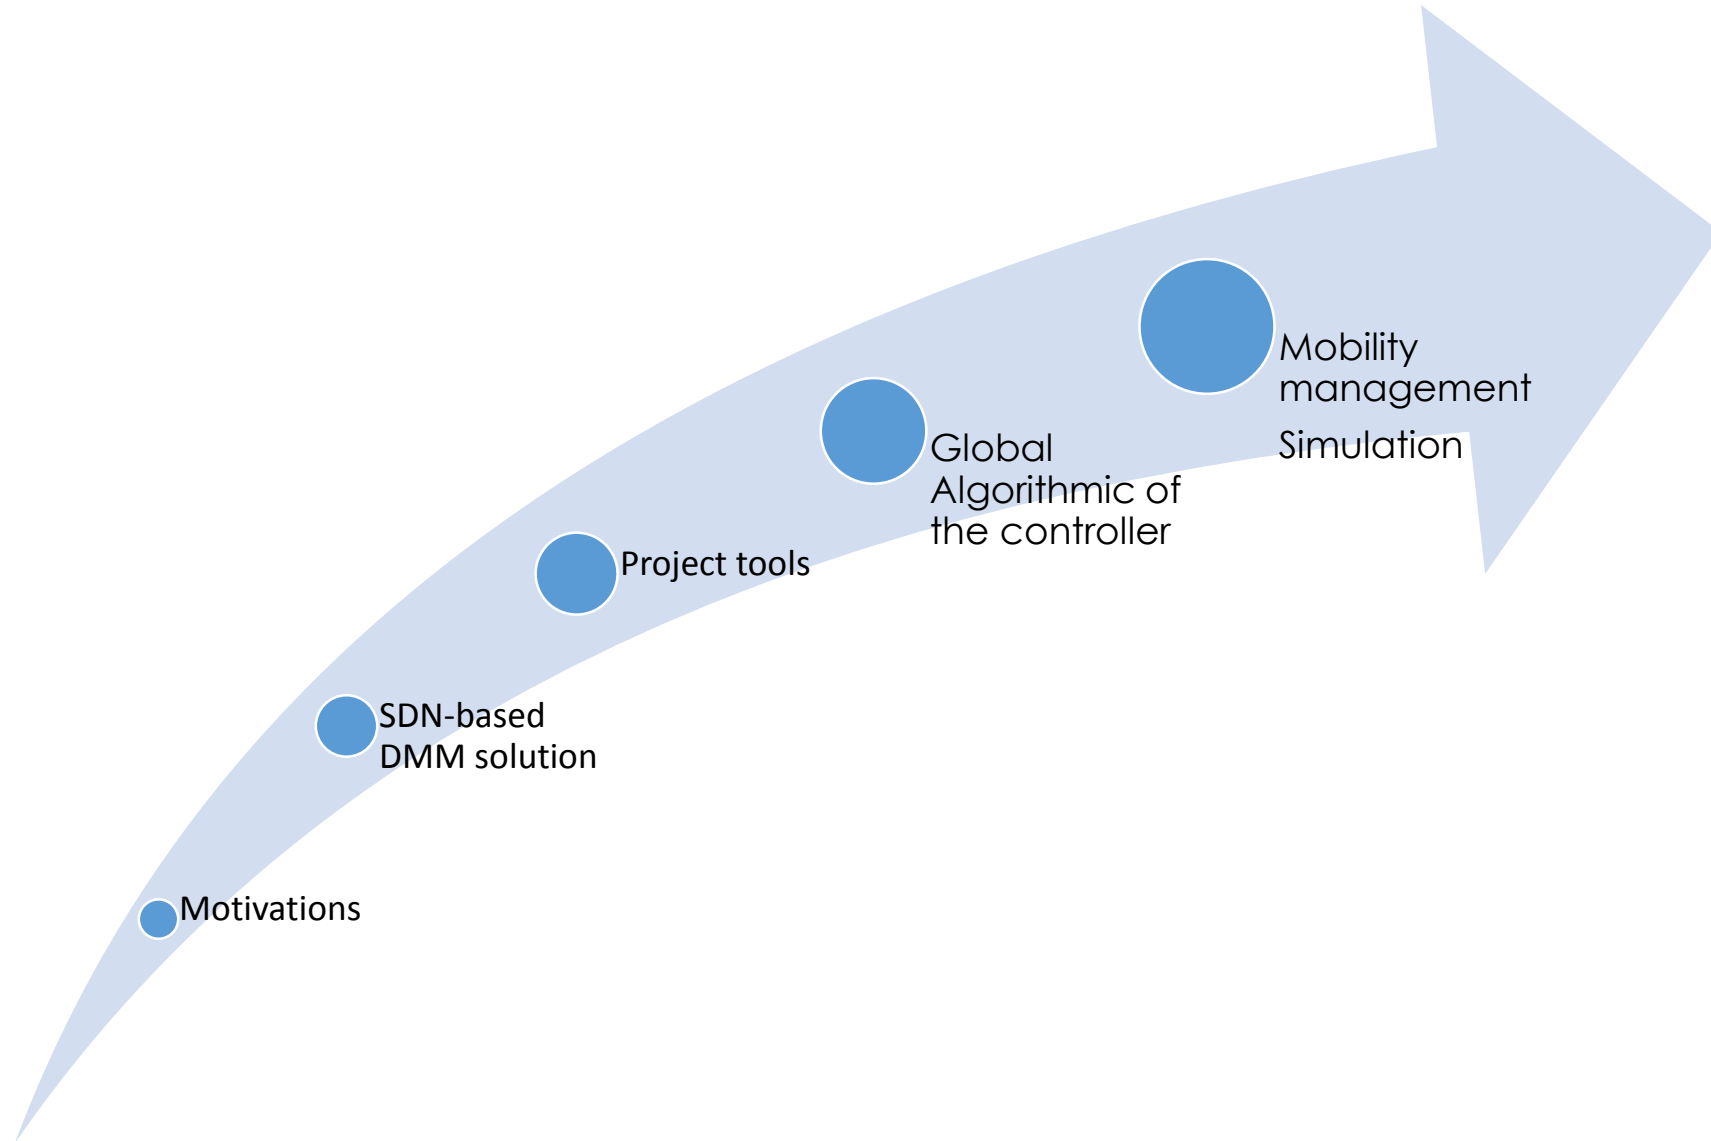 Motivations
SDN-based
DMM solution
Project tools
Global
Algorithmic of
the controller
Mobility
management
Simulation